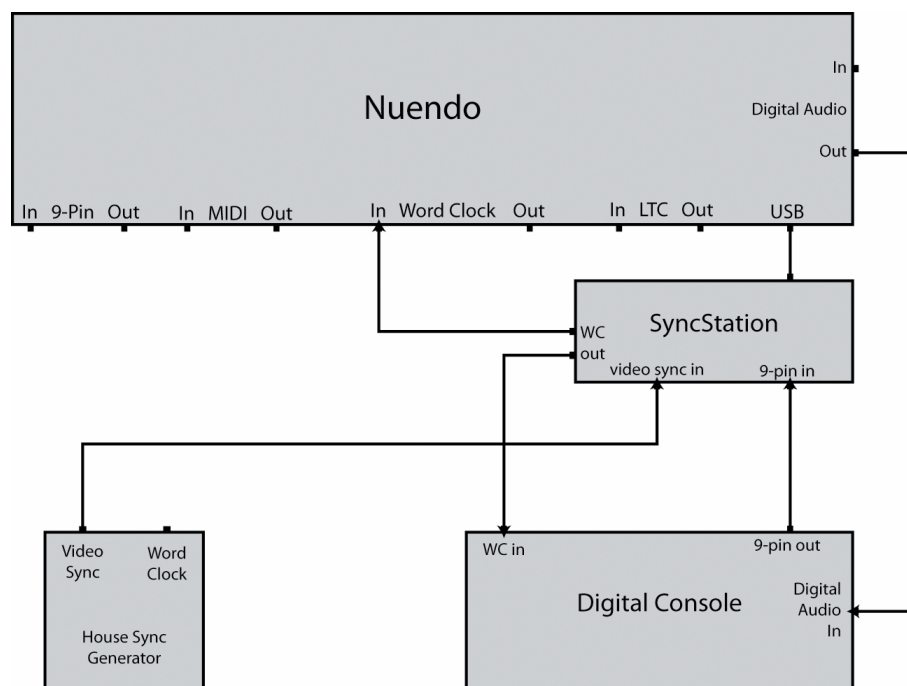 In
Nuendo
Digital Audio
Out
In 9-Pin Out In MIDI Out In Word Clock Out In LTC Out USB
SyncStation
WC
out
video sync in 9-pin in
Video
Sync
Word
Clock
House Sync
Generator
WC in 9-pin out
Digital Console
Digital
Audio
In